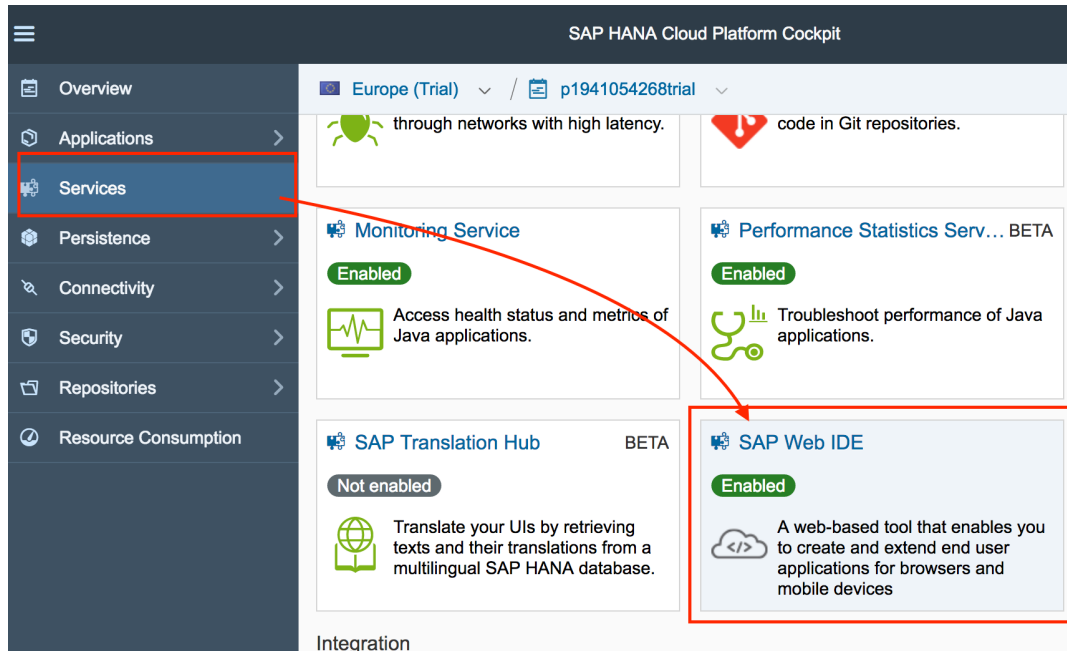 SAP HANA Cloud Platform Cockpit
Overview
Applications
Services
Persistence
Connectivity
Security
Repositories
Resource Consumption
Europe (Trial) / p1941054268trial
through networks with high latency.
code in Git repositories.
Monitoring Service
Enabled
Access health status and metrics of
Java applications.
Performance Statistics Serv... BETA
Enabled
Troubleshoot performance of Java
applications.
SAP Translation Hub BETA
Not enabled
Translate your UIs by retrieving
texts and their translations from a
multilingual SAP HANA database.
SAP Web IDE
Enabled
</>
A web-based tool that enables you
to create and extend end user
applications for browsers and
mobile devices
Integration